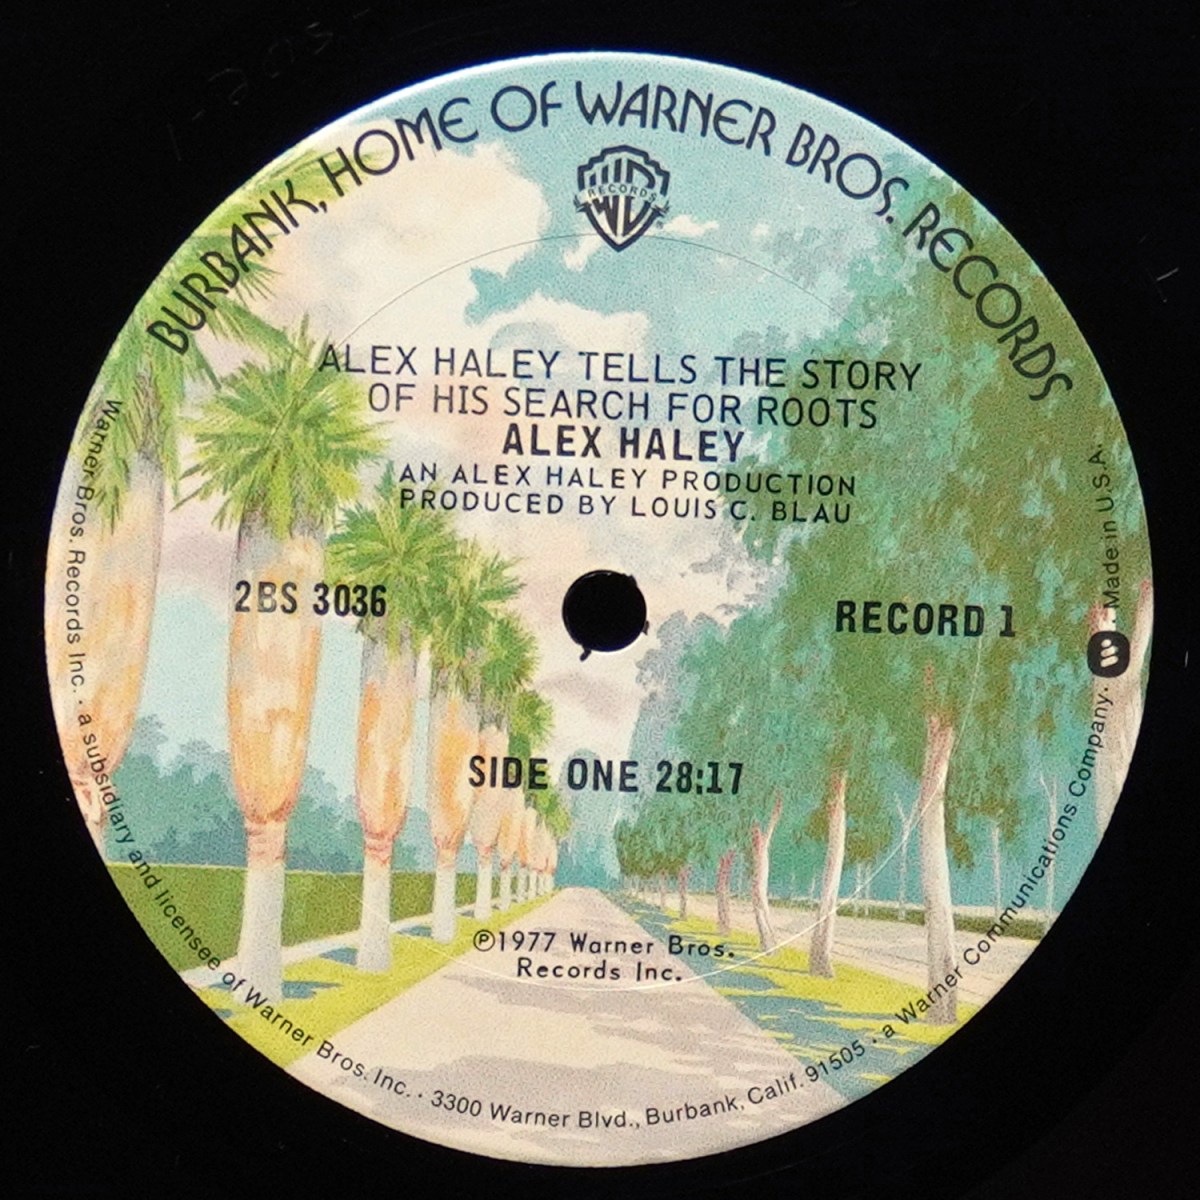 BURBANK, HOME OF WARNER BROS. RECORDS
RECORDS
ALEX HALEY TELLS THE STORY
OF HIS SEARCH FOR ROOTS
ALEX HALEY
AN ALEX HALEY PRODUCTION
PRODUCED BY LOUIS C. BLAU
2BS 3036
RECORD 1
SIDE ONE 28:17
℗1977 Warner Bros.
Records Inc.
Warner Bros. Records Inc. · a subsidiary and licensee of Warner Bros. Inc. · 3300 Warner Blvd., Burbank, Calif. 91505 · a Warner Communications Company · Made in U.S.A.